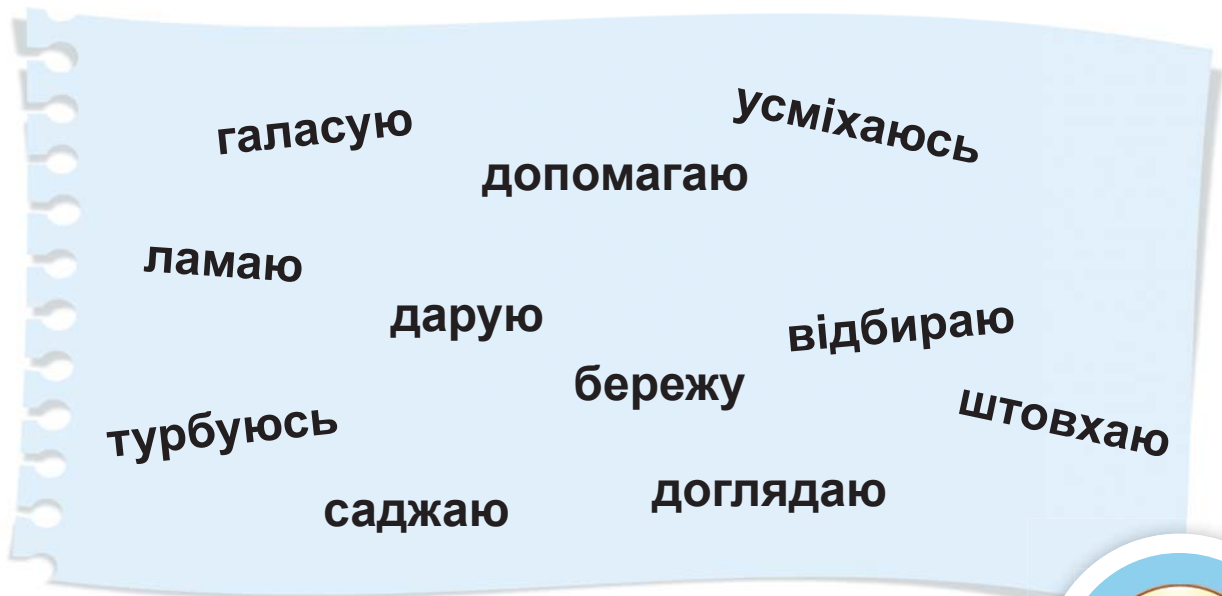 галасую
усміхаюсь
допомагаю
ламаю
дарую
відбираю
бережу
штовхаю
турбуюсь
доглядаю
саджаю